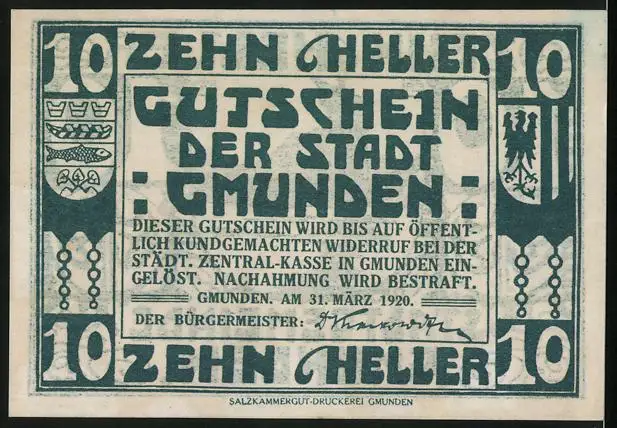 10 ZEHN HELLER 10
GUTSCHEIN
DER STADT
GMUNDEN
DIESER GUTSCHEIN WIRD BIS AUF ÖFFENT-
LICH KUNDGEMACHTEN WIDERRUF BEI DER
STÄDT. ZENTRAL-KASSE IN GMUNDEN EIN-
GELÖST. NACHAHMUNG WIRD BESTRAFT.
GMUNDEN. AM 31. MÄRZ 1920.
DER BÜRGERMEISTER:
10 ZEHN HELLER 10
SALZKAMMERGUT-DRUCKEREI GMUNDEN